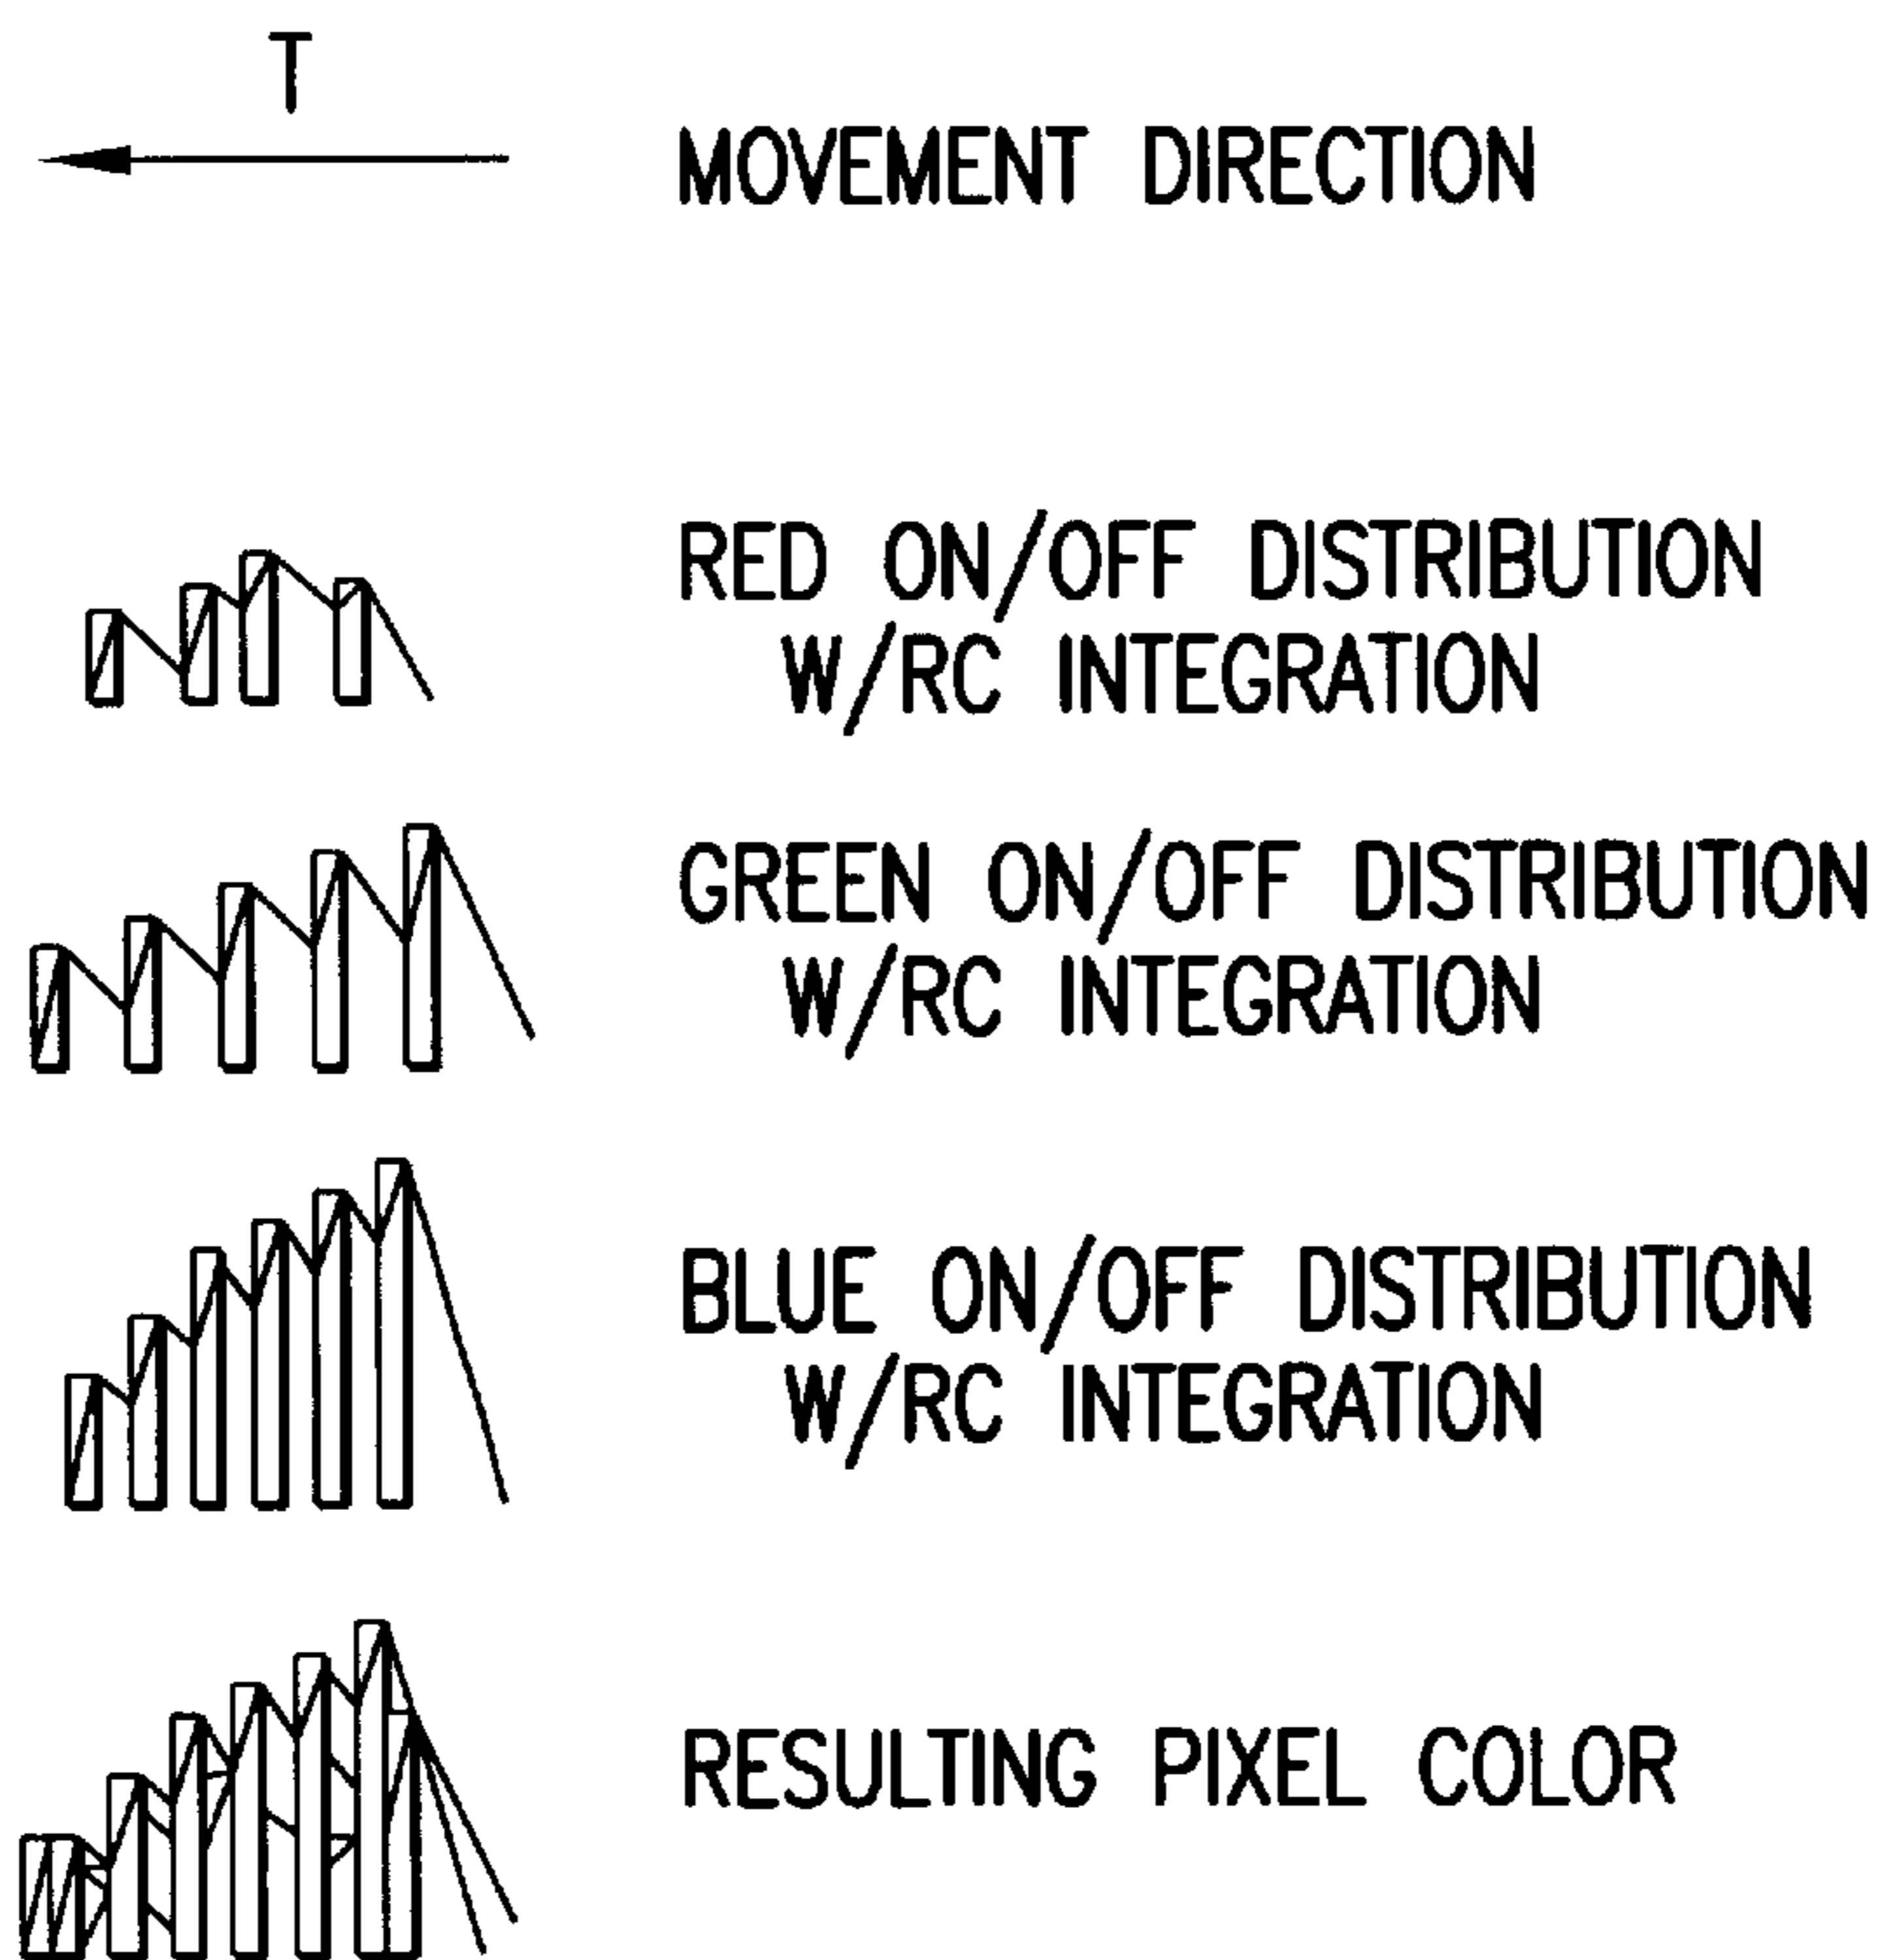 T
MOVEMENT DIRECTION
RED ON/OFF DISTRIBUTION
W/RC INTEGRATION
GREEN ON/OFF DISTRIBUTION
W/RC INTEGRATION
BLUE ON/OFF DISTRIBUTION
W/RC INTEGRATION
RESULTING PIXEL COLOR